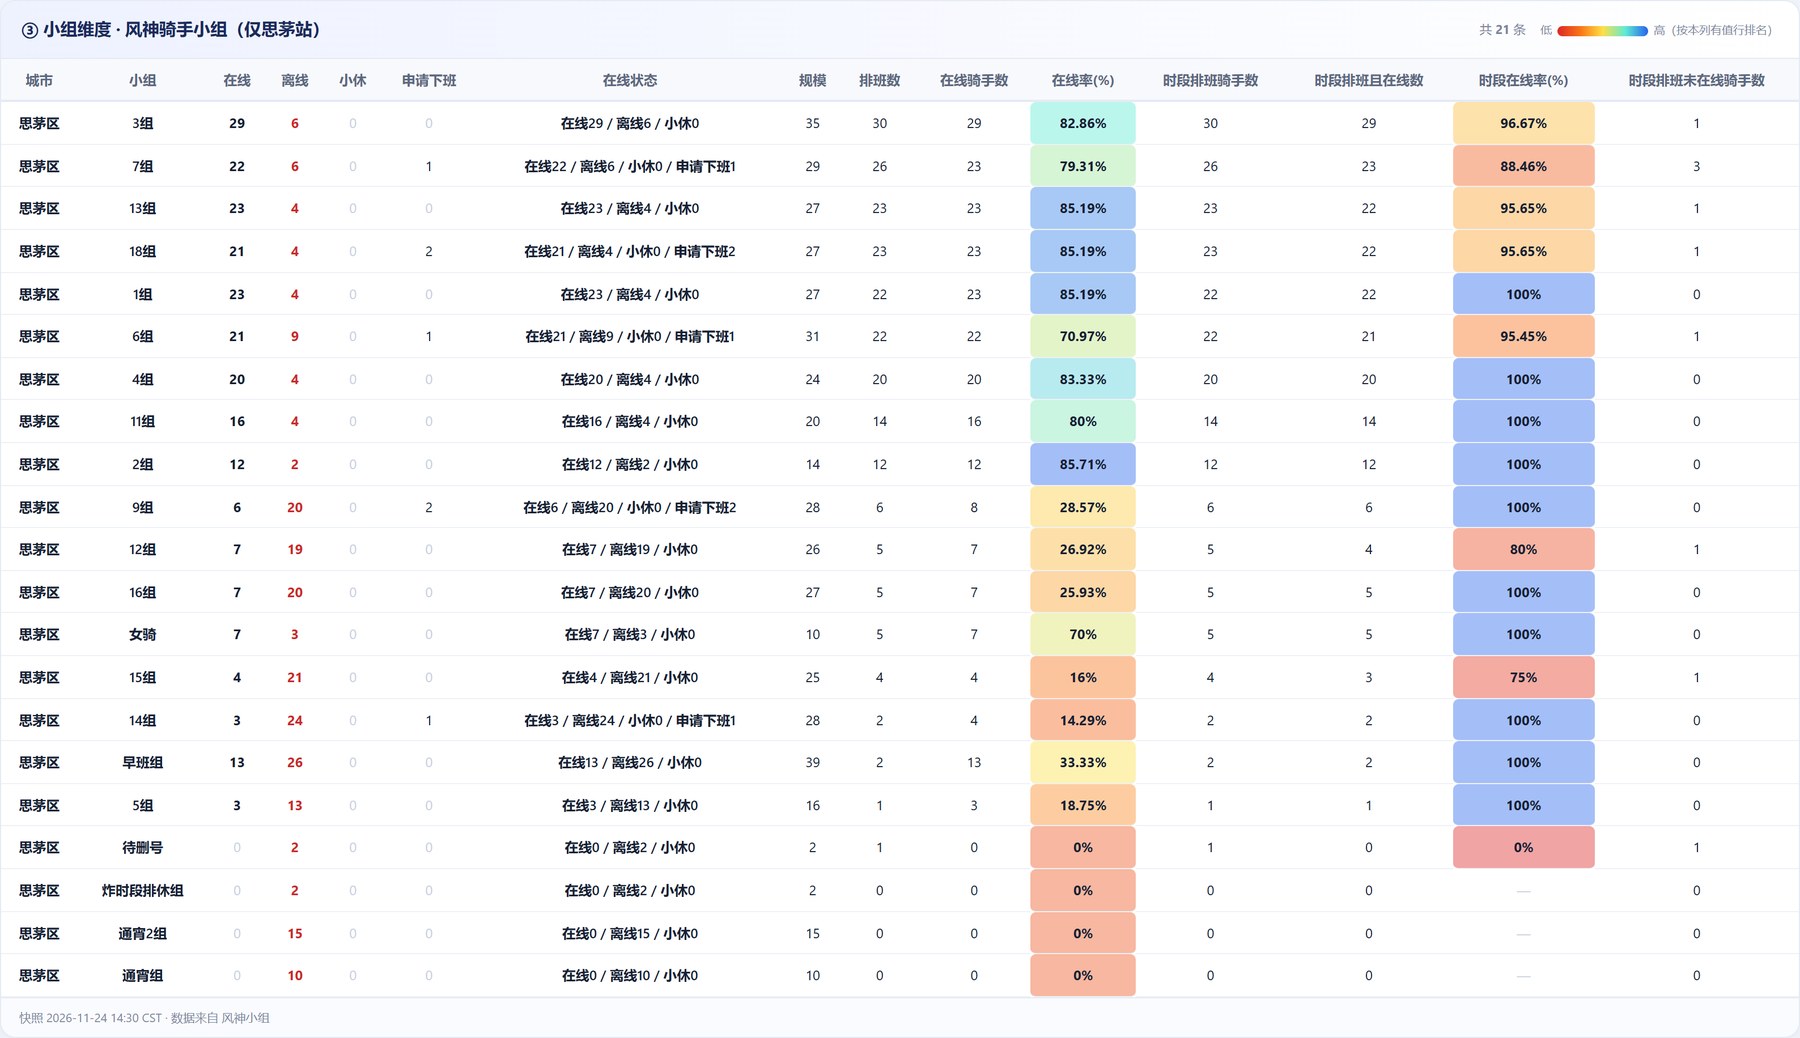 ③ 小组维度 · 风神骑手小组（仅思茅站）
共 21 条 低 高 (按本列有值行排名)
城市 小组 在线 离线 小休 申请下班 在线状态 规模 排班数 在线骑手数 在线率(%) 时段排班骑手数 时段排班且在线数 时段在线率(%) 时段排班未在线骑手数
思茅区 3组 29 6 0 0 在线29 / 离线6 / 小休0 35 30 29 82.86% 30 29 96.67% 1
思茅区 7组 22 6 0 1 在线22 / 离线6 / 小休0 / 申请下班1 29 26 23 79.31% 26 23 88.46% 3
思茅区 13组 23 4 0 0 在线23 / 离线4 / 小休0 27 23 23 85.19% 23 22 95.65% 1
思茅区 18组 21 4 0 2 在线21 / 离线4 / 小休0 / 申请下班2 27 23 23 85.19% 23 22 95.65% 1
思茅区 1组 23 4 0 0 在线23 / 离线4 / 小休0 27 22 23 85.19% 22 22 100% 0
思茅区 6组 21 9 0 1 在线21 / 离线9 / 小休0 / 申请下班1 31 22 22 70.97% 22 21 95.45% 1
思茅区 4组 20 4 0 0 在线20 / 离线4 / 小休0 24 20 20 83.33% 20 20 100% 0
思茅区 11组 16 4 0 0 在线16 / 离线4 / 小休0 20 14 16 80% 14 14 100% 0
思茅区 2组 12 2 0 0 在线12 / 离线2 / 小休0 14 12 12 85.71% 12 12 100% 0
思茅区 9组 6 20 0 2 在线6 / 离线20 / 小休0 / 申请下班2 28 6 8 28.57% 6 6 100% 0
思茅区 12组 7 19 0 0 在线7 / 离线19 / 小休0 26 5 7 26.92% 5 4 80% 1
思茅区 16组 7 20 0 0 在线7 / 离线20 / 小休0 27 5 7 25.93% 5 5 100% 0
思茅区 女骑 7 3 0 0 在线7 / 离线3 / 小休0 10 5 7 70% 5 5 100% 0
思茅区 15组 4 21 0 0 在线4 / 离线21 / 小休0 25 4 4 16% 4 3 75% 1
思茅区 14组 3 24 0 1 在线3 / 离线24 / 小休0 / 申请下班1 28 2 4 14.29% 2 2 100% 0
思茅区 早班组 13 26 0 0 在线13 / 离线26 / 小休0 39 2 13 33.33% 2 2 100% 0
思茅区 5组 3 13 0 0 在线3 / 离线13 / 小休0 16 1 3 18.75% 1 1 100% 0
思茅区 待删号 0 2 0 0 在线0 / 离线2 / 小休0 2 1 0 0% 1 0 0% 1
思茅区 炸时段排休组 0 2 0 0 在线0 / 离线2 / 小休0 2 0 0 0% 0 0 — 0
思茅区 通宵2组 0 15 0 0 在线0 / 离线15 / 小休0 15 0 0 0% 0 0 — 0
思茅区 通宵组 0 10 0 0 在线0 / 离线10 / 小休0 10 0 0 0% 0 0 — 0
快照 2026-11-24 14:30 CST · 数据来自 风神小组